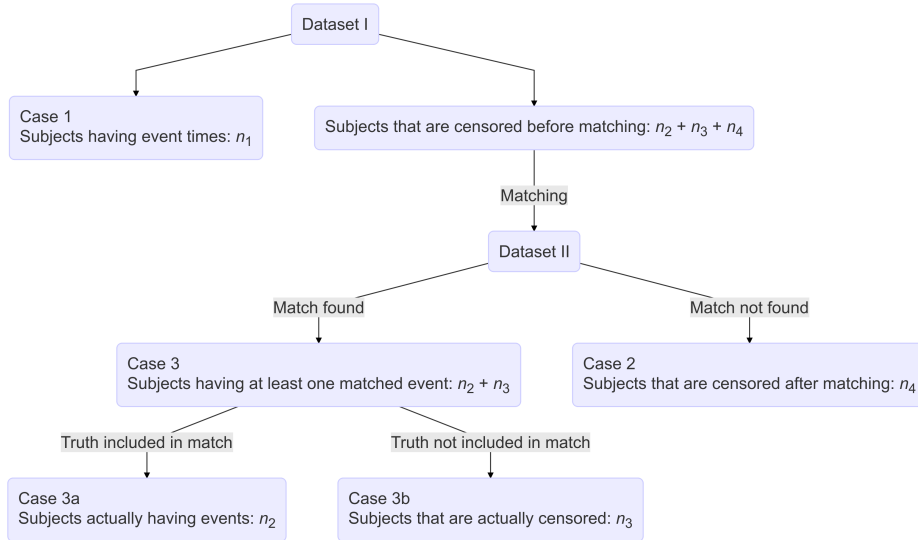 Dataset I
Case 1
Subjects having event times: n₁
Subjects that are censored before matching: n₂ + n₃ + n₄
Matching
Dataset II
Match found
Match not found
Case 3
Subjects having at least one matched event: n₂ + n₃
Case 2
Subjects that are censored after matching: n₄
Truth included in match
Truth not included in match
Case 3a
Subjects actually having events: n₂
Case 3b
Subjects that are actually censored: n₃